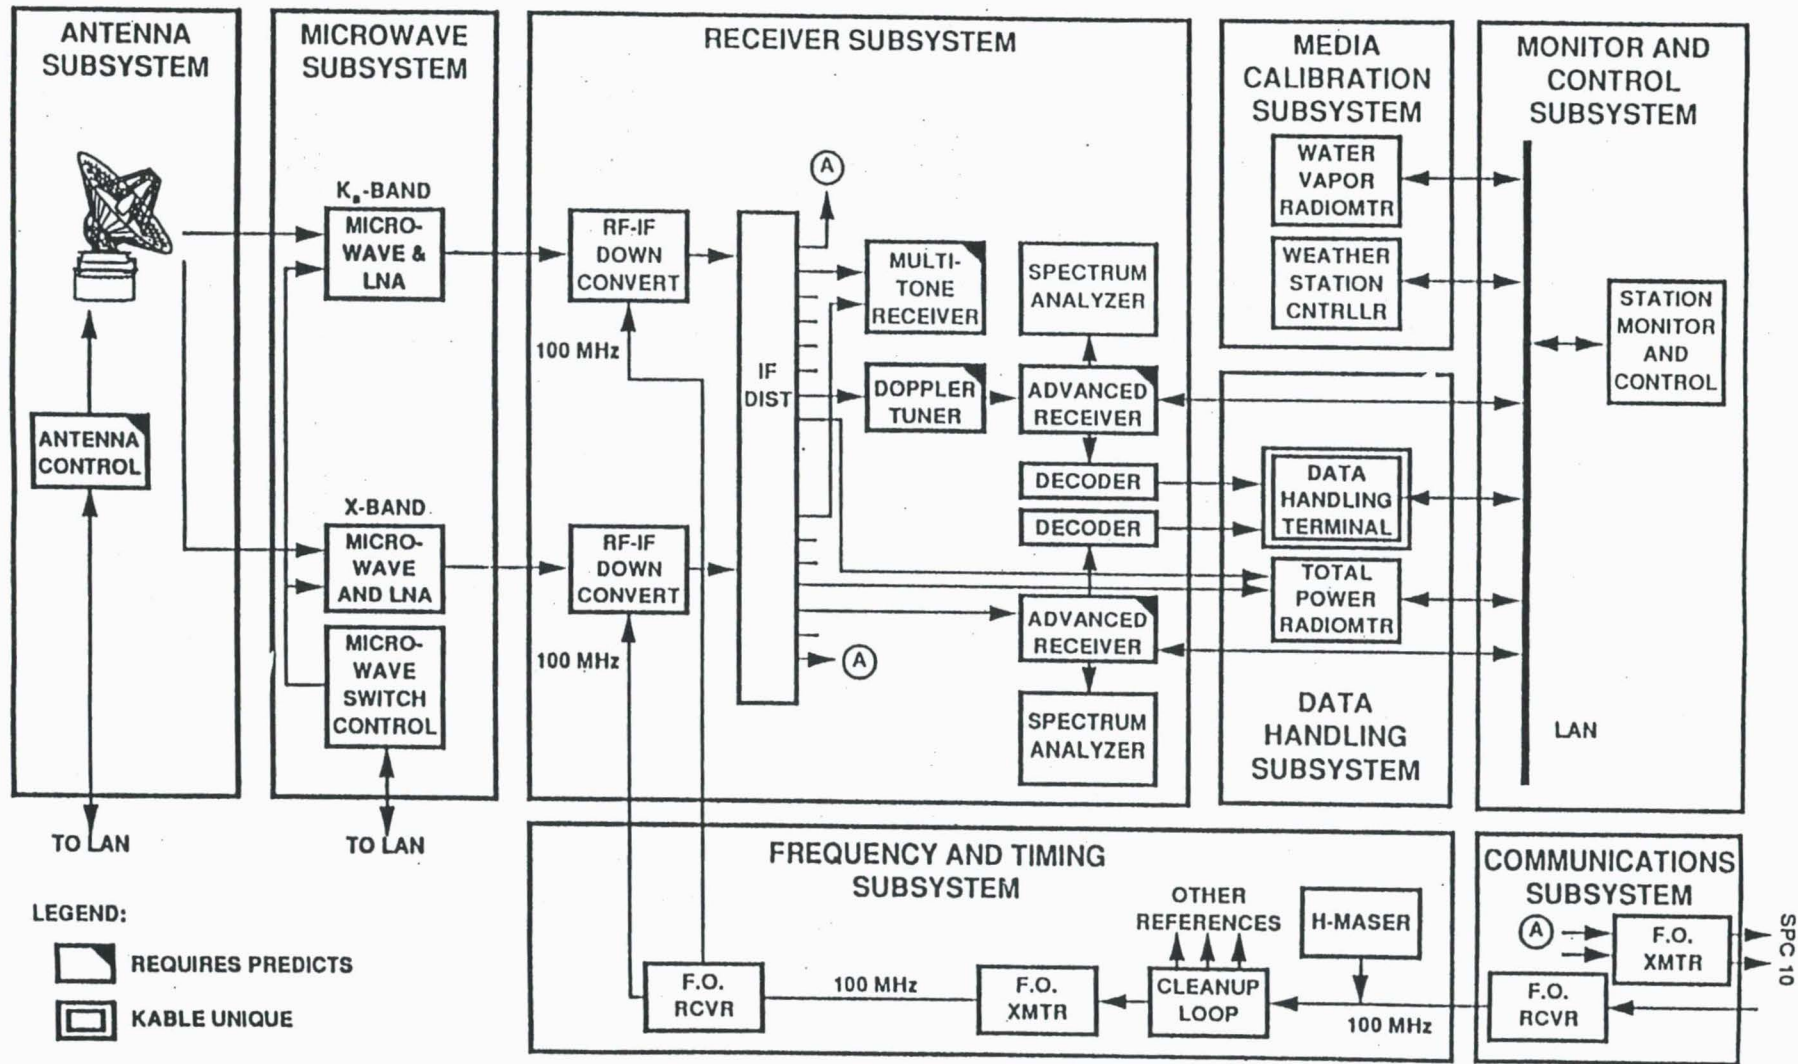 ANTENNA
SUBSYSTEM
ANTENNA
CONTROL
TO LAN
MICROWAVE
SUBSYSTEM
Ka-BAND
MICRO-
WAVE &
LNA
X-BAND
MICRO-
WAVE
AND LNA
MICRO-
WAVE
SWITCH
CONTROL
TO LAN
RECEIVER SUBSYSTEM
RF-IF
DOWN
CONVERT
100 MHz
RF-IF
DOWN
CONVERT
100 MHz
IF
DIST
A
MULTI-
TONE
RECEIVER
SPECTRUM
ANALYZER
DOPPLER
TUNER
ADVANCED
RECEIVER
DECODER
DECODER
ADVANCED
RECEIVER
A
SPECTRUM
ANALYZER
MEDIA
CALIBRATION
SUBSYSTEM
WATER
VAPOR
RADIOMTR
WEATHER
STATION
CNTRLLR
DATA
HANDLING
TERMINAL
TOTAL
POWER
RADIOMTR
DATA
HANDLING
SUBSYSTEM
MONITOR AND
CONTROL
SUBSYSTEM
STATION
MONITOR
AND
CONTROL
LAN
FREQUENCY AND TIMING
SUBSYSTEM
OTHER
REFERENCES
H-MASER
F.O.
RCVR
100 MHz
F.O.
XMTR
CLEANUP
LOOP
100 MHz
COMMUNICATIONS
SUBSYSTEM
A
F.O.
XMTR
F.O.
RCVR
SPC 10
LEGEND:
REQUIRES PREDICTS
KABLE UNIQUE